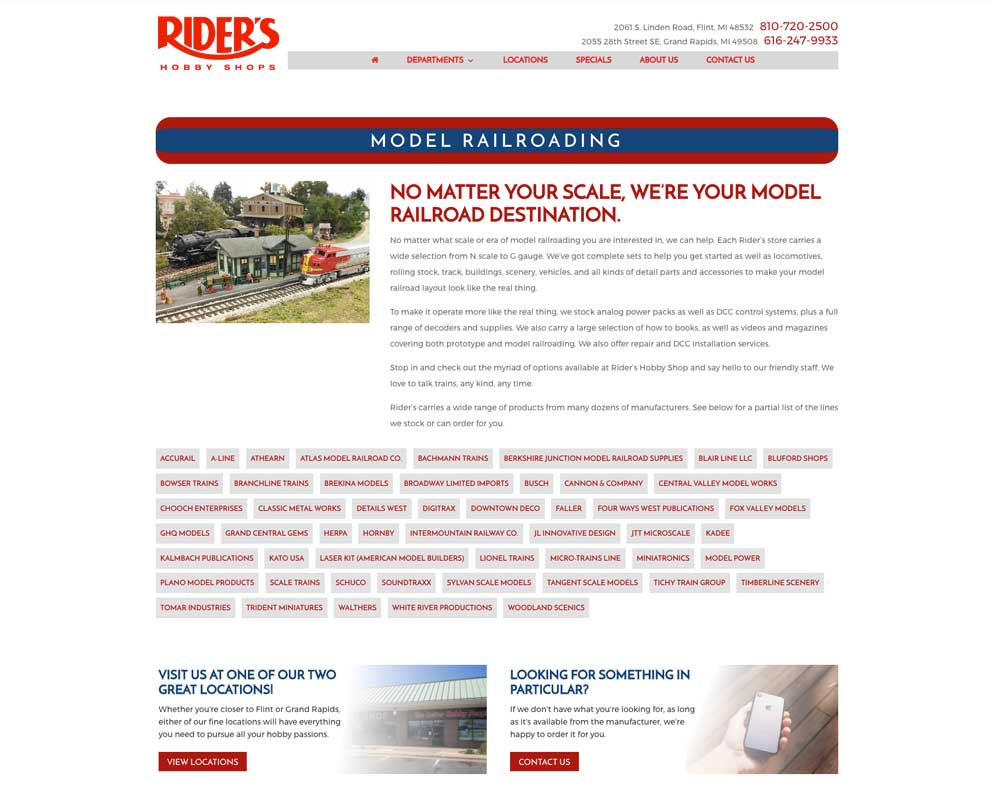 RIDER'S
HOBBY SHOPS
2061 S. Linden Road, Flint, MI 48532 810-720-2500
2055 28th Street SE, Grand Rapids, MI 49508 616-247-9933
DEPARTMENTS LOCATIONS SPECIALS ABOUT US CONTACT US
MODEL RAILROADING
NO MATTER YOUR SCALE, WE'RE YOUR MODEL
RAILROAD DESTINATION.
No matter what scale or era of model railroading you are interested in, we can help. Each Rider's store carries a
wide selection from N scale to G gauge. We've got complete sets to help you get started as well as locomotives,
rolling stock, track, buildings, scenery, vehicles, and all kinds of detail parts and accessories to make your model
railroad layout look like the real thing.
To make it operate more like the real thing, we stock analog power packs as well as DCC control systems, plus a full
range of decoders and supplies. We also carry a large selection of how to books, as well as videos and magazines
covering both prototype and model railroading. We also offer repair and DCC installation services.
Stop in and check out the myriad of options available at Rider's Hobby Shop and say hello to our friendly staff. We
love to talk trains, any kind, any time.
Rider's carries a wide range of products from many dozens of manufacturers. See below for a partial list of the lines
we stock or can order for you.
ACCURAIL A-LINE ATHEARN ATLAS MODEL RAILROAD CO. BACHMANN TRAINS BERKSHIRE JUNCTION MODEL RAILROAD SUPPLIES BLAIR LINE LLC BLUFORD SHOPS
BOWSER TRAINS BRANCHLINE TRAINS BREKINA MODELS BROADWAY LIMITED IMPORTS BUSCH CANNON & COMPANY CENTRAL VALLEY MODEL WORKS
CHOOCH ENTERPRISES CLASSIC METAL WORKS DETAILS WEST DIGITRAX DOWNTOWN DECO FALLER FOUR WAYS WEST PUBLICATIONS FOX VALLEY MODELS
GHQ MODELS GRAND CENTRAL GEMS HERPA HORNBY INTERMOUNTAIN RAILWAY CO. JL INNOVATIVE DESIGN JTT MICROSCALE KADEE
KALMBACH PUBLICATIONS KATO USA LASER KIT (AMERICAN MODEL BUILDERS) LIONEL TRAINS MICRO-TRAINS LINE MINIATRONICS MODEL POWER
PLANO MODEL PRODUCTS SCALE TRAINS SCHUCO SOUNDTRAXX SYLVAN SCALE MODELS TANGENT SCALE MODELS TICHY TRAIN GROUP TIMBERLINE SCENERY
TOMAR INDUSTRIES TRIDENT MINIATURES WALTHERS WHITE RIVER PRODUCTIONS WOODLAND SCENICS
VISIT US AT ONE OF OUR TWO
GREAT LOCATIONS!
Whether you're closer to Flint or Grand Rapids,
either of our fine locations will have everything
you need to pursue all your hobby passions.
VIEW LOCATIONS
LOOKING FOR SOMETHING IN
PARTICULAR?
If we don't have what you're looking for, as long
as it's available from the manufacturer, we're
happy to order it for you.
CONTACT US